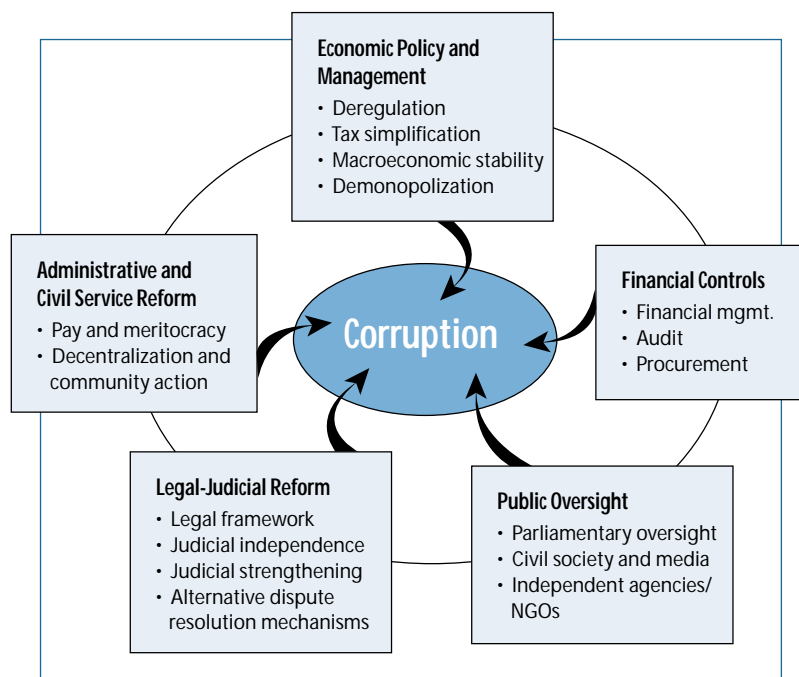 Economic Policy and
Management
• Deregulation
• Tax simplification
• Macroeconomic stability
• Demonopolization
Administrative and
Civil Service Reform
• Pay and meritocracy
• Decentralization and
community action
Corruption
Financial Controls
• Financial mgmt.
• Audit
• Procurement
Legal-Judicial Reform
• Legal framework
• Judicial independence
• Judicial strengthening
• Alternative dispute
resolution mechanisms
Public Oversight
• Parliamentary oversight
• Civil society and media
• Independent agencies/
NGOs